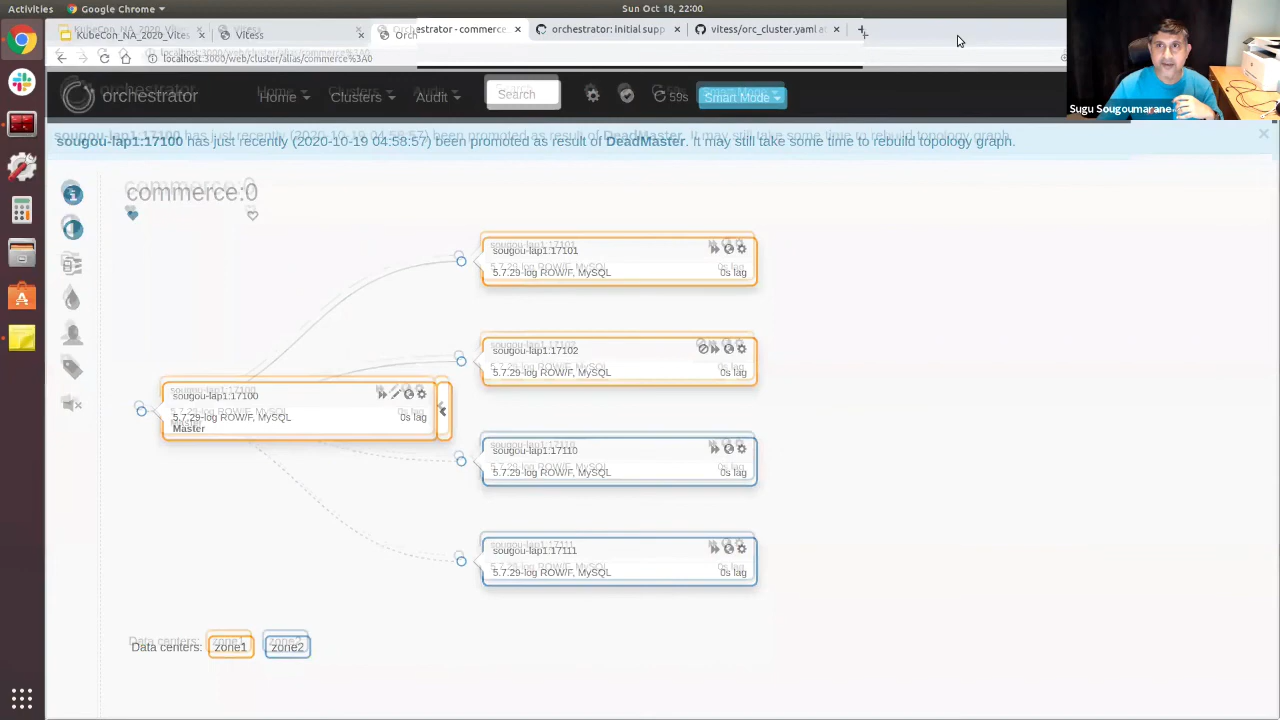 Activities Google Chrome Sun Oct 18, 22:00
KubeCon_NA_2020_Vites Vitess Orchestrator - commerce orchestrator: initial supp vitess/orc_cluster.yaml at
localhost:3000/web/cluster/alias/commerce%3A0
orchestrator Home Clusters Audit Search 59s Smart Mode
Sugu Sougoumarane
sougou-lap1:17100 has just recently (2020-10-19 04:58:57) been promoted as result of DeadMaster. It may still take some time to rebuild topology graph.
commerce:0
sougou-lap1:17101
5.7.29-log ROW/F, MySQL 0s lag
sougou-lap1:17102
5.7.29-log ROW/F, MySQL 0s lag
sougou-lap1:17100
5.7.29-log ROW/F, MySQL 0s lag
Master
sougou-lap1:17110
5.7.29-log ROW/F, MySQL 0s lag
sougou-lap1:17111
5.7.29-log ROW/F, MySQL 0s lag
Data centers: zone1 zone2